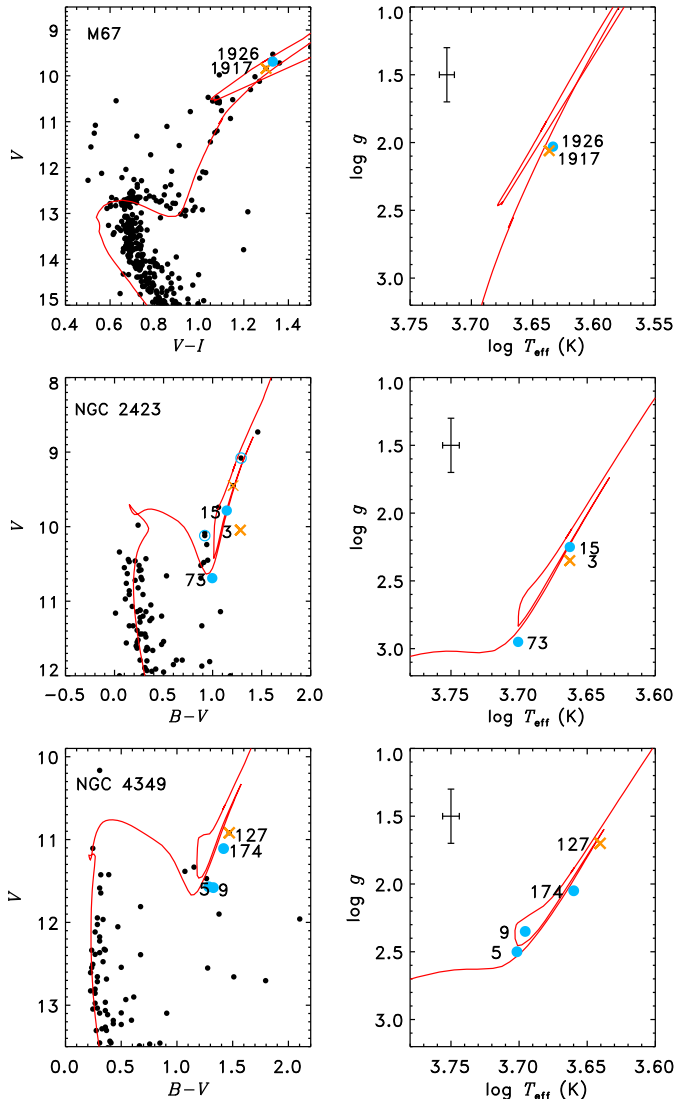 M67
8
9
10
11
12
13
14
15
V
1926
1917
0.4 0.6 0.8 1.0 1.2 1.4
V-I
1.0
1.5
2.0
2.5
3.0
log g
1926
1917
3.75 3.70 3.65 3.60 3.55
log Teff (K)
NGC 2423
8
9
10
11
12
V
15
3
73
-0.5 0.0 0.5 1.0 1.5 2.0
B-V
1.0
1.5
2.0
2.5
3.0
log g
15
3
73
3.75 3.70 3.65 3.60
log Teff (K)
NGC 4349
10
11
12
13
V
127
174
5 9
0.0 0.5 1.0 1.5 2.0
B-V
1.0
1.5
2.0
2.5
3.0
log g
127
174
9
5
3.75 3.70 3.65 3.60
log Teff (K)